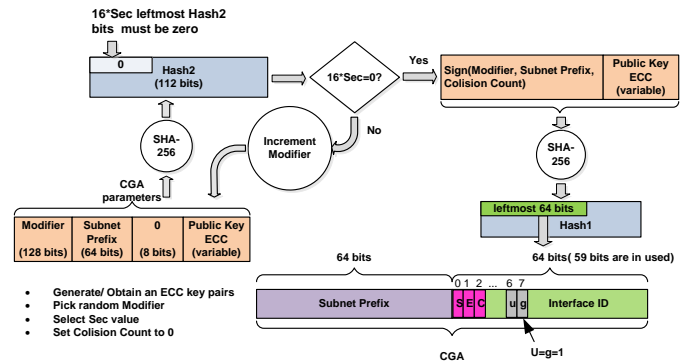 16*Sec leftmost Hash2
bits must be zero
0
Hash2
(112 bits)
16*Sec=0?
Yes
No
Sign(Modifier, Subnet Prefix,
Colision Count)
Public Key
ECC
(variable)
SHA-
256
Increment
Modifier
SHA-
256
CGA
parameters
Modifier
(128 bits)
Subnet
Prefix
(64 bits)
0
(8 bits)
Public Key
ECC
(variable)
leftmost 64 bits
Hash1
64 bits
64 bits( 59 bits are in used)
0 1 2 ... 6 7
Subnet Prefix
S E C
u g
Interface ID
• Generate/ Obtain an ECC key pairs
• Pick random Modifier
• Select Sec value
• Set Colision Count to 0
CGA
U=g=1